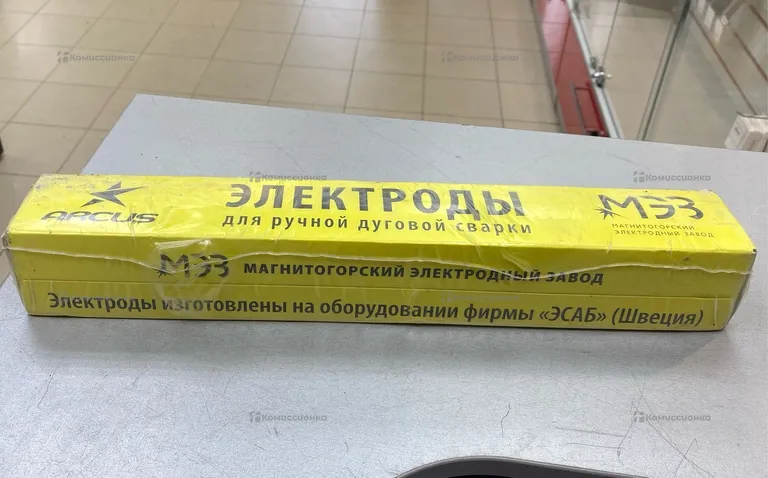 Комиссионка
Комиссионка
Комиссионка
Комиссионка
ARCUS
ЭЛЕКТРОДЫ
для ручной дуговой сварки
МЭЗ
МАГНИТОГОРСКИЙ
ЭЛЕКТРОДНЫЙ ЗАВОД
МЭЗ МАГНИТОГОРСКИЙ ЭЛЕКТРОДНЫЙ ЗАВОД
Электроды изготовлены на оборудовании фирмы «ЭСАБ» (Швеция)
Комиссионка
Комиссионка